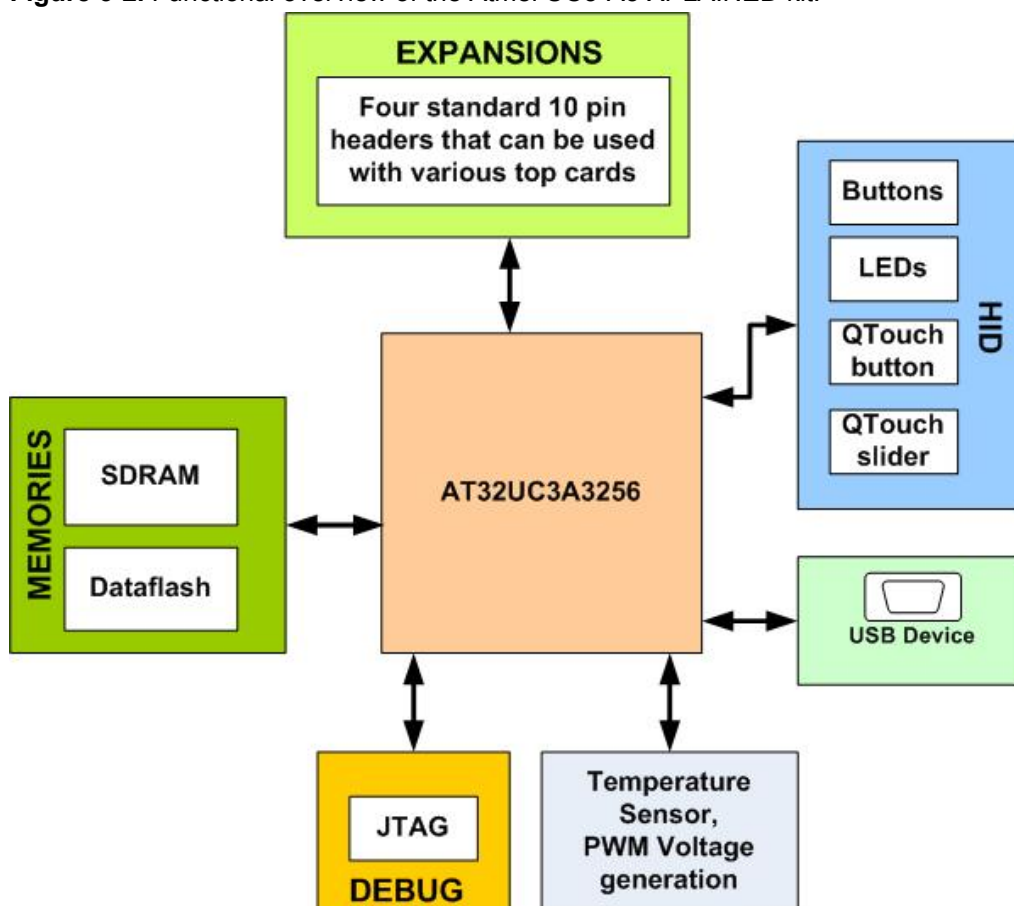 EXPANSIONS
Four standard 10 pin
headers that can be used
with various top cards
Buttons
LEDs
QTouch
button
QTouch
slider
HID
MEMORIES
SDRAM
Dataflash
AT32UC3A3256
USB Device
JTAG
DEBUG
Temperature
Sensor,
PWM Voltage
generation